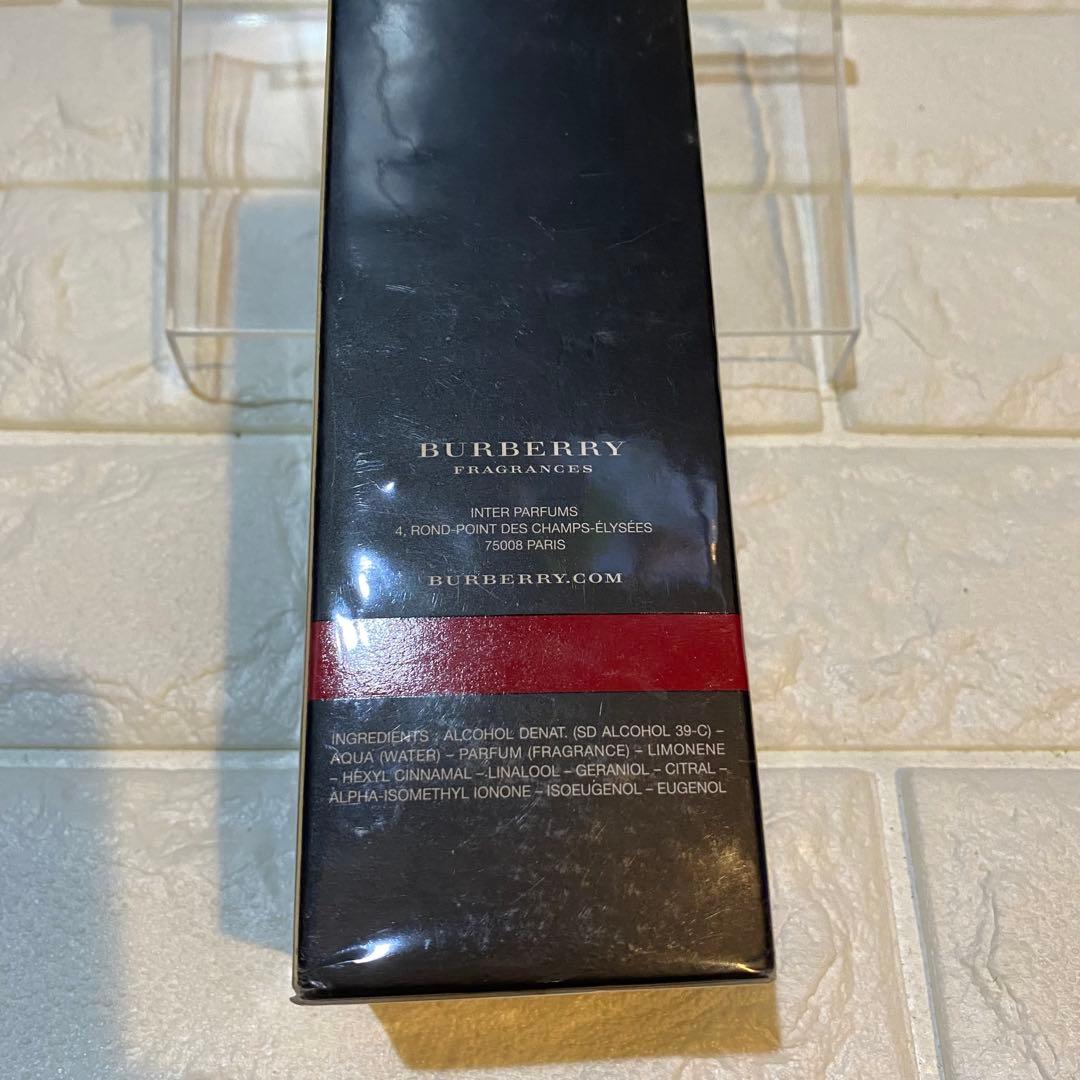 BURBERRY
FRAGRANCES
INTER PARFUMS
4, ROND-POINT DES CHAMPS-ÉLYSÉES
75008 PARIS
BURBERRY.COM
INGREDIENTS : ALCOHOL DENAT. (SD ALCOHOL 39-C) –
AQUA (WATER) – PARFUM (FRAGRANCE) – LIMONENE
– HEXYL CINNAMAL –LINALOOL – GERANIOL – CITRAL –
ALPHA-ISOMETHYL IONONE – ISOEUGENOL – EUGENOL